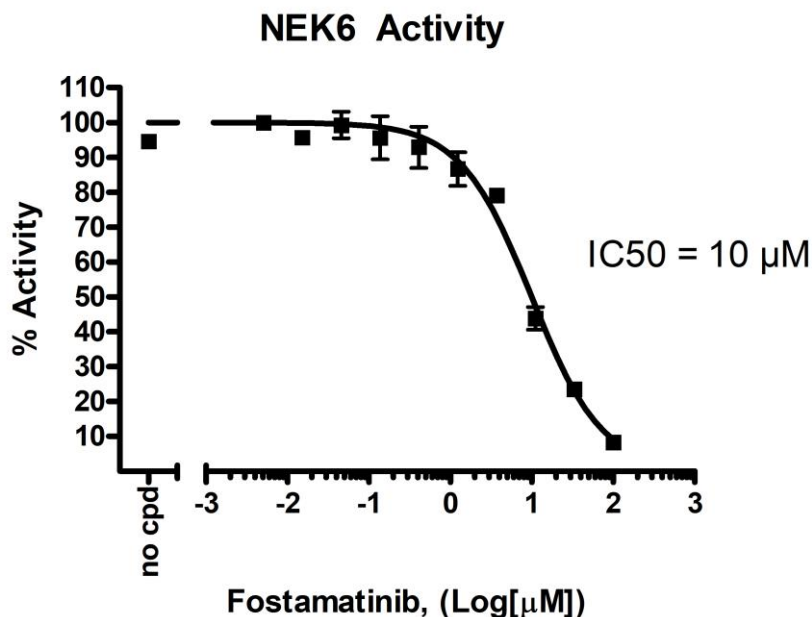 NEK6 Activity
110
100
90
80
70
60
50
40
30
20
10
% Activity
IC50 = 10 µM
no cpd
-3 -2 -1 0 1 2 3
Fostamatinib, (Log[µM])